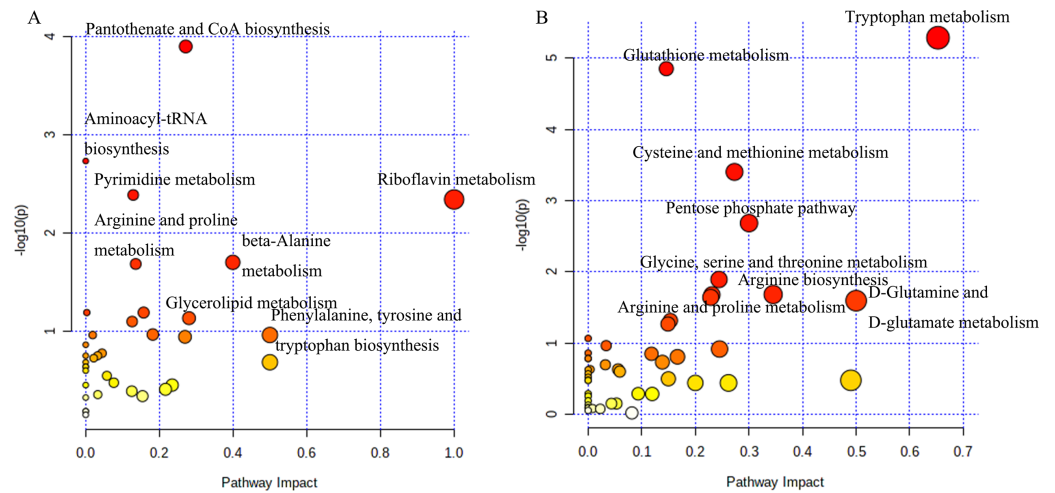 A
Pantothenate and CoA biosynthesis
Aminoacyl-tRNA
biosynthesis
Pyrimidine metabolism
Riboflavin metabolism
Arginine and proline
metabolism
beta-Alanine
metabolism
Glycerolipid metabolism
Phenylalanine, tyrosine and
tryptophan biosynthesis
-log10(p)
4
3
2
1
0.0 0.2 0.4 0.6 0.8 1.0
Pathway Impact
B
Tryptophan metabolism
Glutathione metabolism
Cysteine and methionine metabolism
Pentose phosphate pathway
Glycine, serine and threonine metabolism
Arginine biosynthesis
D-Glutamine and
D-glutamate metabolism
Arginine and proline metabolism
-log10(p)
5
4
3
2
1
0
0.0 0.1 0.2 0.3 0.4 0.5 0.6 0.7
Pathway Impact